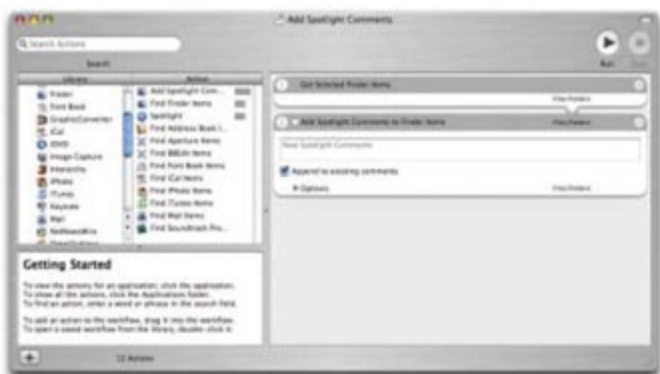 Add Spotlight Comments
Search Actions
Search
Run
Library
Action
Finder
Font Book
GraphicConverter
iCal
iDVD
Image Capture
iPhoto
iTunes
Keynote
Mail
NetNewsWire
Add Spotlight Com...
Find Finder Items
Spotlight
Find Address Book I...
Find Aperture Items
Find BBEdit Items
Find Font Book Items
Find iCal Items
Find iPhoto Items
Find iTunes Items
Find Mail Items
Find Soundtrack Pro...
Get Selected Finder Items
Files/Folders
Add Spotlight Comments to Finder Items
New Spotlight Comments
Append to existing comments
Options
Files/Folders
Getting Started
To view the actions for an application, click the application.
To show all the actions, click the Applications folder.
To find an action, enter a word or phrase in the search field.
To add an action to the workflow, drag it into the workflow.
To open a saved workflow from the library, double-click it.
12 Actions